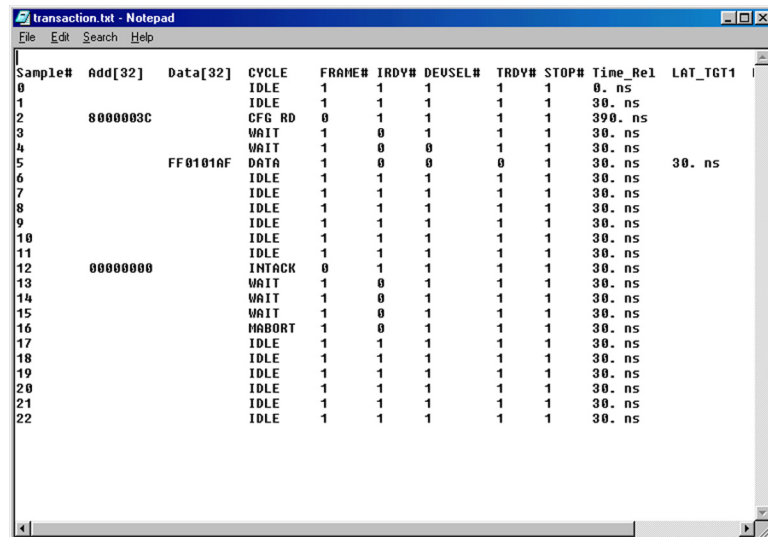 transaction.txt - Notepad
File Edit Search Help
Sample# Add[32] Data[32] CYCLE FRAME# IRDY# DEVSEL# TRDY# STOP# Time_Rel LAT_TGT1
0 IDLE 1 1 1 1 1 0. ns
1 IDLE 1 1 1 1 1 30. ns
2 8000003C CFG RD 0 1 1 1 1 390. ns
3 WAIT 1 0 1 1 1 30. ns
4 WAIT 1 0 0 1 1 30. ns
5 FF0101AF DATA 1 0 0 0 1 30. ns 30. ns
6 IDLE 1 1 1 1 1 30. ns
7 IDLE 1 1 1 1 1 30. ns
8 IDLE 1 1 1 1 1 30. ns
9 IDLE 1 1 1 1 1 30. ns
10 IDLE 1 1 1 1 1 30. ns
11 IDLE 1 1 1 1 1 30. ns
12 00000000 INTACK 0 1 1 1 1 30. ns
13 WAIT 1 0 1 1 1 30. ns
14 WAIT 1 0 1 1 1 30. ns
15 WAIT 1 0 1 1 1 30. ns
16 MABORT 1 0 1 1 1 30. ns
17 IDLE 1 1 1 1 1 30. ns
18 IDLE 1 1 1 1 1 30. ns
19 IDLE 1 1 1 1 1 30. ns
20 IDLE 1 1 1 1 1 30. ns
21 IDLE 1 1 1 1 1 30. ns
22 IDLE 1 1 1 1 1 30. ns